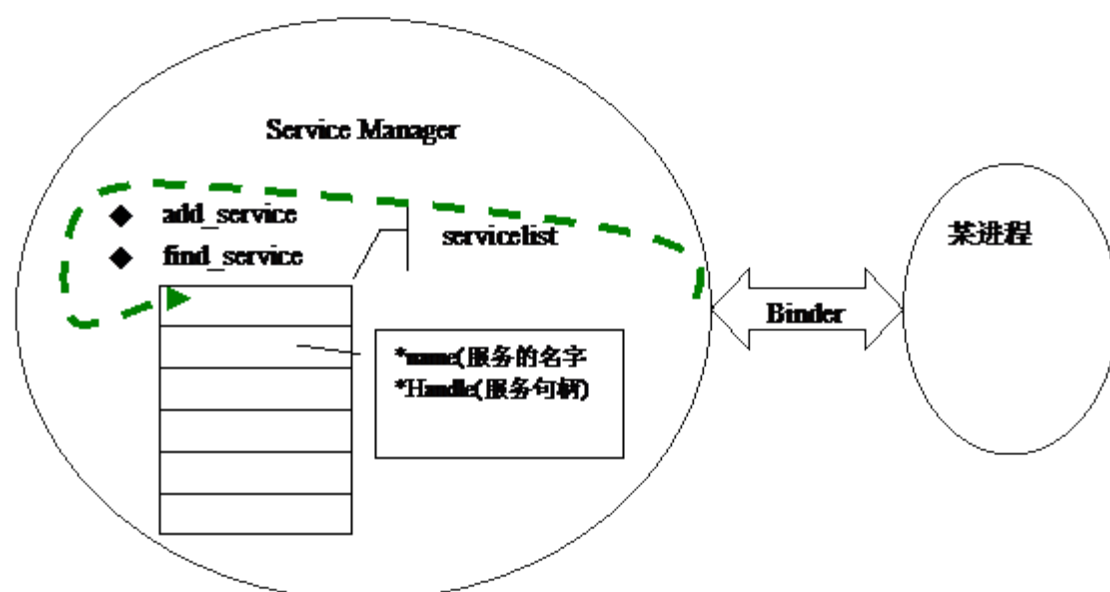 Service Manager
add_service
find_service
servicelist
*name(服务的名字
*Handle(服务句柄)
Binder
某进程